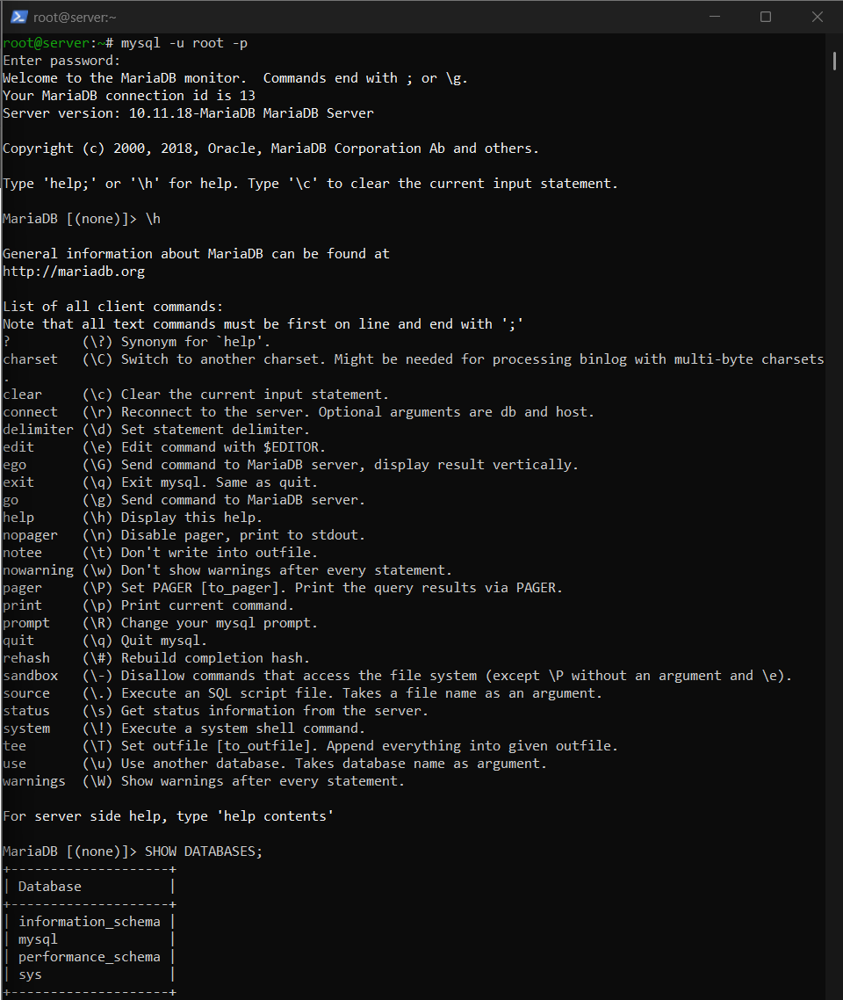 root@server:~
root@server:~# mysql -u root -p
Enter password:
Welcome to the MariaDB monitor.  Commands end with ; or \g.
Your MariaDB connection id is 13
Server version: 10.11.18-MariaDB MariaDB Server

Copyright (c) 2000, 2018, Oracle, MariaDB Corporation Ab and others.

Type 'help;' or '\h' for help. Type '\c' to clear the current input statement.

MariaDB [(none)]> \h

General information about MariaDB can be found at
http://mariadb.org

List of all client commands:
Note that all text commands must be first on line and end with ';'
?         (\?) Synonym for `help'.
charset   (\C) Switch to another charset. Might be needed for processing binlog with multi-byte charsets
.
clear     (\c) Clear the current input statement.
connect   (\r) Reconnect to the server. Optional arguments are db and host.
delimiter (\d) Set statement delimiter.
edit      (\e) Edit command with $EDITOR.
ego       (\G) Send command to MariaDB server, display result vertically.
exit      (\q) Exit mysql. Same as quit.
go        (\g) Send command to MariaDB server.
help      (\h) Display this help.
nopager   (\n) Disable pager, print to stdout.
notee     (\t) Don't write into outfile.
nowarning (\w) Don't show warnings after every statement.
pager     (\P) Set PAGER [to_pager]. Print the query results via PAGER.
print     (\p) Print current command.
prompt    (\R) Change your mysql prompt.
quit      (\q) Quit mysql.
rehash    (\#) Rebuild completion hash.
sandbox   (\-) Disallow commands that access the file system (except \P without an argument and \e).
source    (\.) Execute an SQL script file. Takes a file name as an argument.
status    (\s) Get status information from the server.
system    (\!) Execute a system shell command.
tee       (\T) Set outfile [to_outfile]. Append everything into given outfile.
use       (\u) Use another database. Takes database name as argument.
warnings  (\W) Show warnings after every statement.

For server side help, type 'help contents'

MariaDB [(none)]> SHOW DATABASES;
+--------------------+
| Database           |
+--------------------+
| information_schema |
| mysql              |
| performance_schema |
| sys                |
+--------------------+